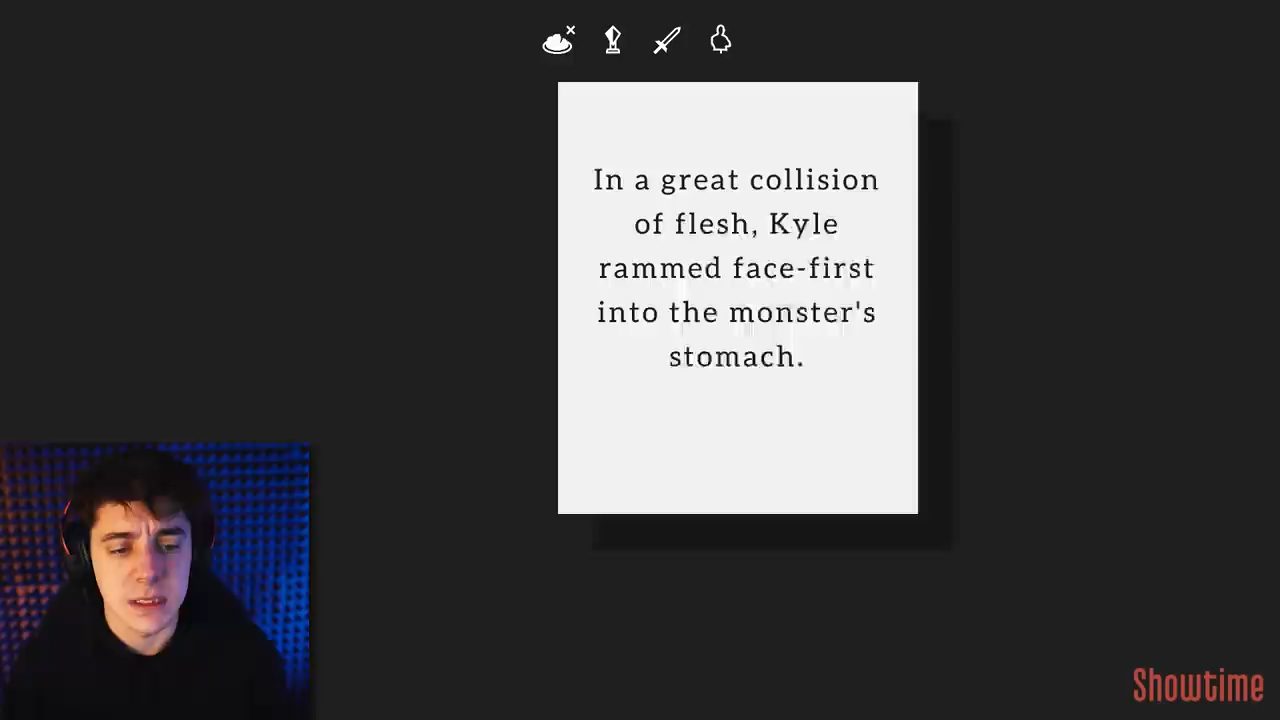 In a great collision
of flesh, Kyle
rammed face-first
into the monster's
stomach.
Showtime